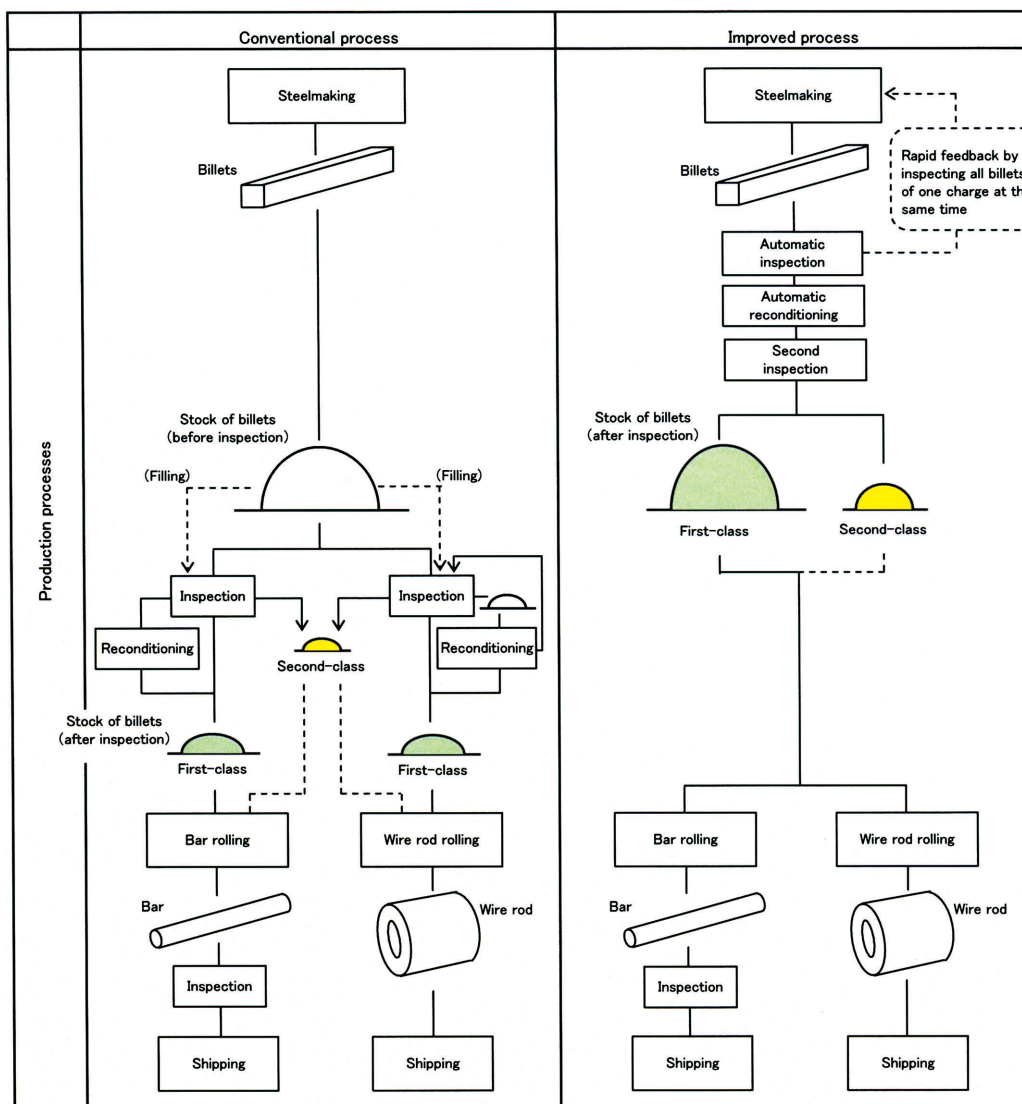 Conventional process
Improved process
Production processes
Steelmaking
Billets
Stock of billets
(before inspection)
(Filling)
(Filling)
Inspection
Inspection
Reconditioning
Reconditioning
Second-class
Stock of billets
(after inspection)
First-class
First-class
Bar rolling
Wire rod rolling
Bar
Wire rod
Inspection
Shipping
Shipping
Steelmaking
Billets
Rapid feedback by
inspecting all billets
of one charge at th
same time
Automatic
inspection
Automatic
reconditioning
Second
inspection
Stock of billets
(after inspection)
First-class
Second-class
Bar rolling
Wire rod rolling
Bar
Wire rod
Inspection
Shipping
Shipping